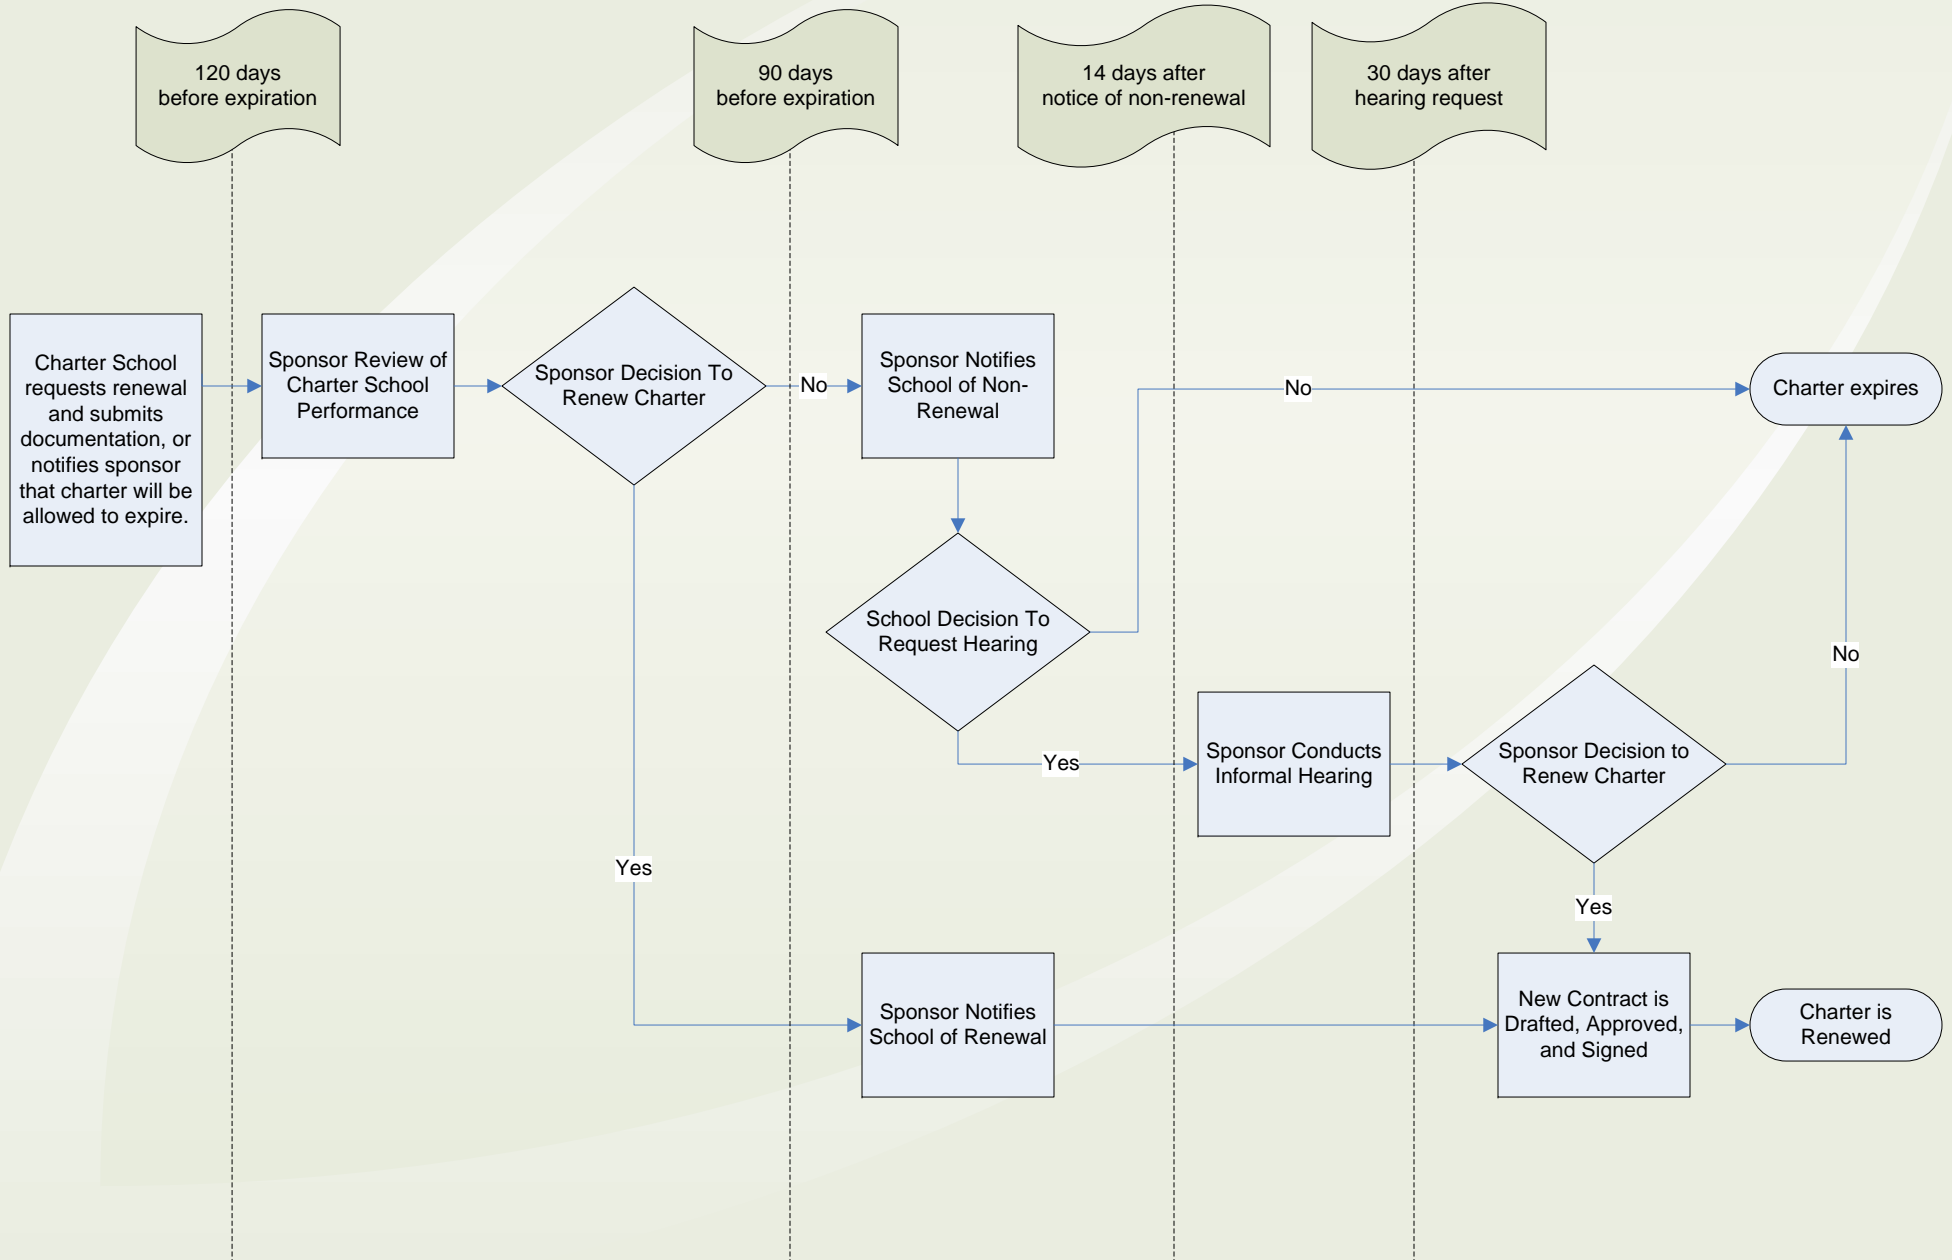 120 days
before expiration
90 days
before expiration
14 days after
notice of non-renewal
30 days after
hearing request
Charter School
requests renewal
and submits
documentation, or
notifies sponsor
that charter will be
allowed to expire.
Sponsor Review of
Charter School
Performance
Sponsor Decision To
Renew Charter
No
Sponsor Notifies
School of Non-
Renewal
No
Charter expires
School Decision To
Request Hearing
Yes
Sponsor Conducts
Informal Hearing
Sponsor Decision to
Renew Charter
No
Yes
Yes
Sponsor Notifies
School of Renewal
New Contract is
Drafted, Approved,
and Signed
Charter is
Renewed